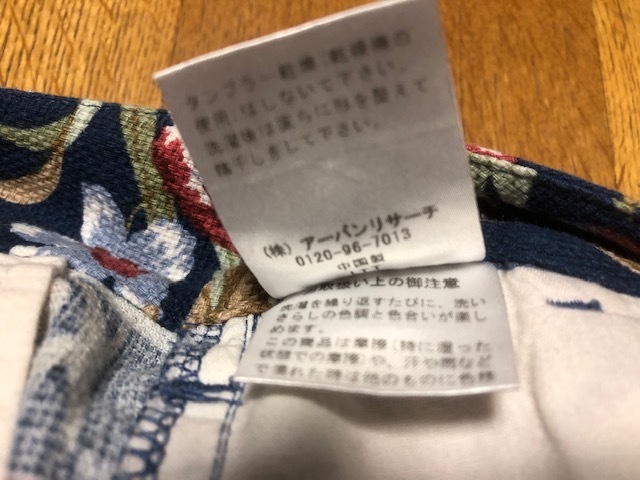 タンブラー乾燥(乾燥機の
使用)はしないで下さい。
洗濯後は直ちに形を整えて
陰干しをして下さい。
(株) アーバンリサーチ
0120-96-7013
中国製
取扱い上の御注意
洗濯を繰り返すたびに、洗い
ざらしの色調と色合いが楽し
めます。
この商品は摩擦(特に湿った
状態での摩擦)や、汗や雨など
で濡れた時は他のものに色移